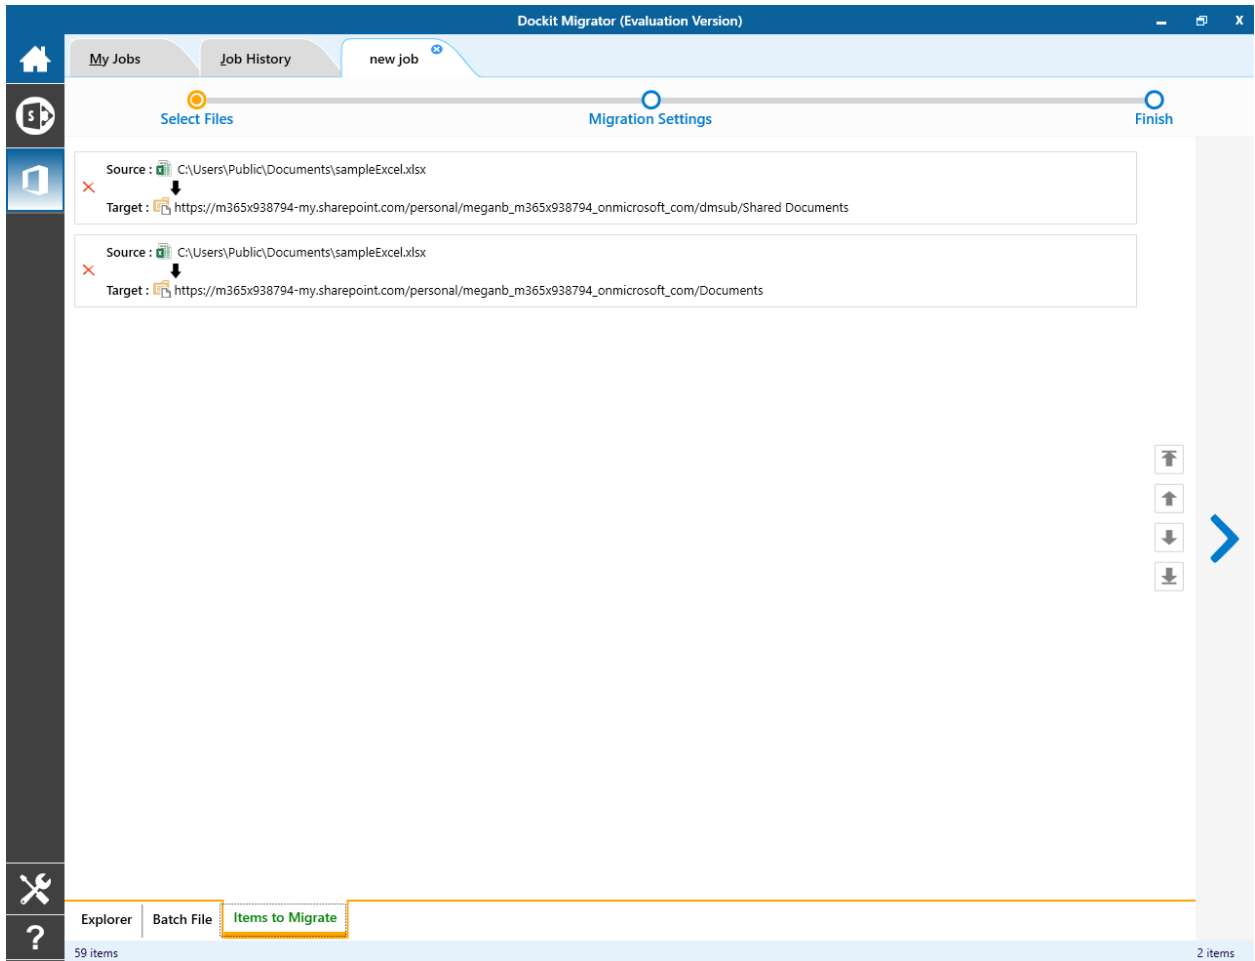 Dockit Migrator (Evaluation Version)
X
My Jobs
Job History
new job
S
Select Files
Migration Settings
Finish
Source : C:\Users\Public\Documents\sampleExcel.xlsx
Target : https://m365x938794-my.sharepoint.com/personal/meganb_m365x938794_onmicrosoft_com/dmsub/Shared Documents
Source : C:\Users\Public\Documents\sampleExcel.xlsx
Target : https://m365x938794-my.sharepoint.com/personal/meganb_m365x938794_onmicrosoft_com/Documents
Explorer
Batch File
Items to Migrate
?
59 items
2 items